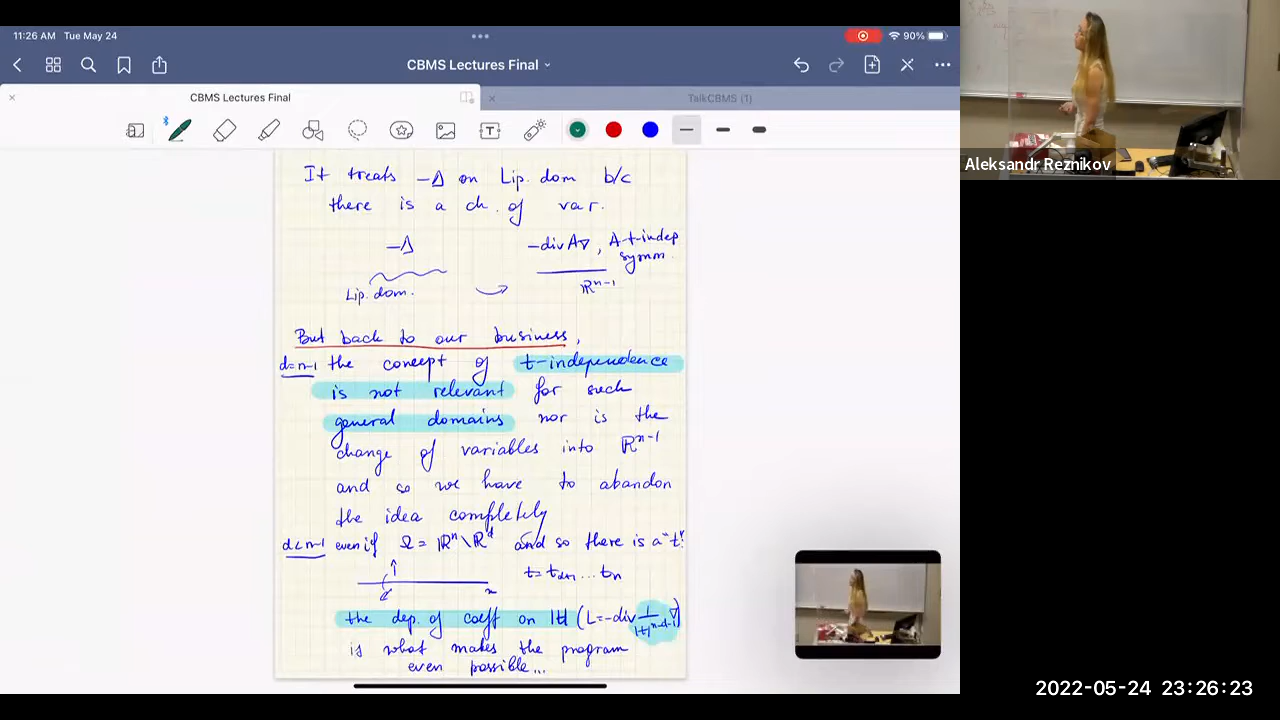 11:26 AM Tue May 24
90%
CBMS Lectures Final
CBMS Lectures Final
TalkCBMS (1)
It treats -Δ on Lip. dom b/c
there is a ch. of var.
-Δ -div A∇, A t-indep
symm.
Lip. dom. ℝⁿ⁻¹
But back to our business,
d=n-1 the concept of t-independence
is not relevant for such
general domains nor is the
change of variables into ℝⁿ⁻¹
and so we have to abandon
the idea completely
d<n-1 even if Ω = ℝⁿ\ℝᵈ and so there is a "t":
t = t_{d+1} ... t_n
x
the dep. of coeff on |t| (L=-div 1/|t|^{n-d-1} ∇)
is what makes the program
even possible...
Aleksandr Reznikov
2022-05-24 23:26:23